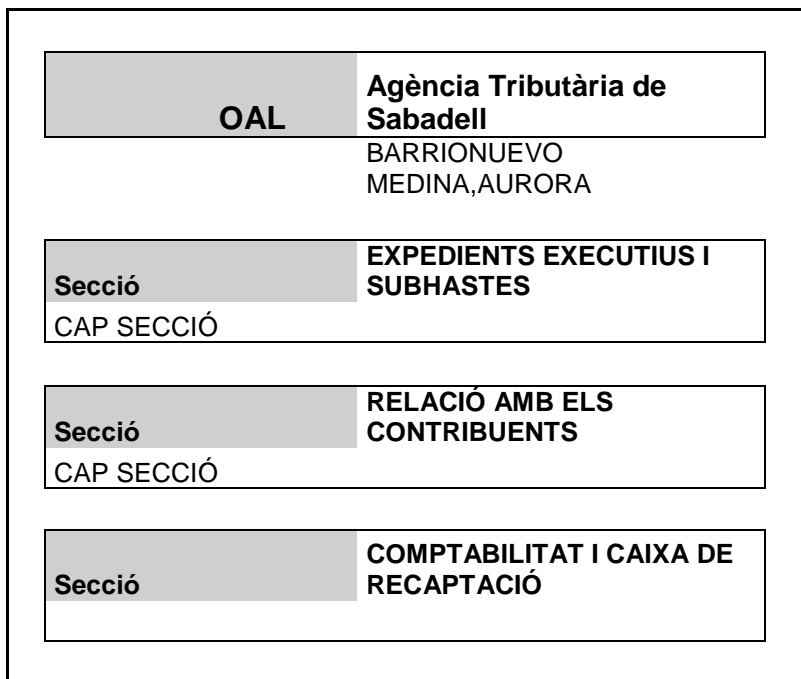 Agència Tributària de
OAL Sabadell
BARRIONUEVO
MEDINA,AURORA
EXPEDIENTS EXECUTIUS I
Secció SUBHASTES
CAP SECCIÓ
RELACIÓ AMB ELS
Secció CONTRIBUENTS
CAP SECCIÓ
COMPTABILITAT I CAIXA DE
Secció RECAPTACIÓ